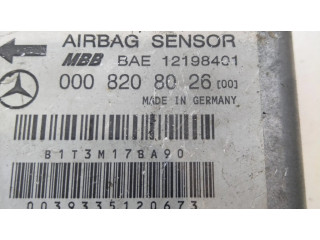 AIRBAG SENSOR
MBB BAE 12198401
000 820 80 26 [00]
MADE IN GERMANY
B1T3M178A90
0039335120673